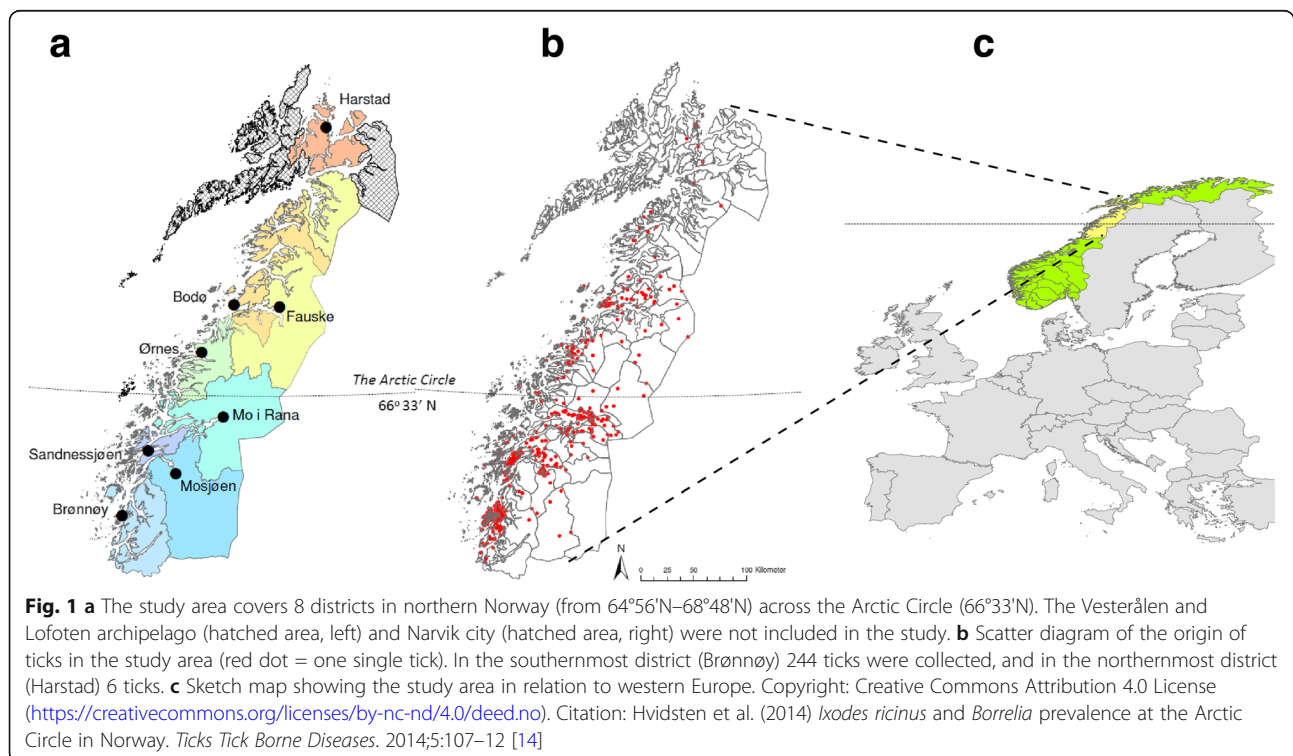 a
b
c
Harstad
Bodø
Fauske
Ørnes
The Arctic Circle
66° 33′ N
Mo i Rana
Sandnessjøen
Mosjøen
Brønnøy
N
0 25 50 100 Kilometer
Fig. 1 a The study area covers 8 districts in northern Norway (from 64°56'N–68°48'N) across the Arctic Circle (66°33'N). The Vesterålen and
Lofoten archipelago (hatched area, left) and Narvik city (hatched area, right) were not included in the study. b Scatter diagram of the origin of
ticks in the study area (red dot = one single tick). In the southernmost district (Brønnøy) 244 ticks were collected, and in the northernmost district
(Harstad) 6 ticks. c Sketch map showing the study area in relation to western Europe. Copyright: Creative Commons Attribution 4.0 License
(https://creativecommons.org/licenses/by-nc-nd/4.0/deed.no). Citation: Hvidsten et al. (2014) Ixodes ricinus and Borrelia prevalence at the Arctic
Circle in Norway. Ticks Tick Borne Diseases. 2014;5:107–12 [14]